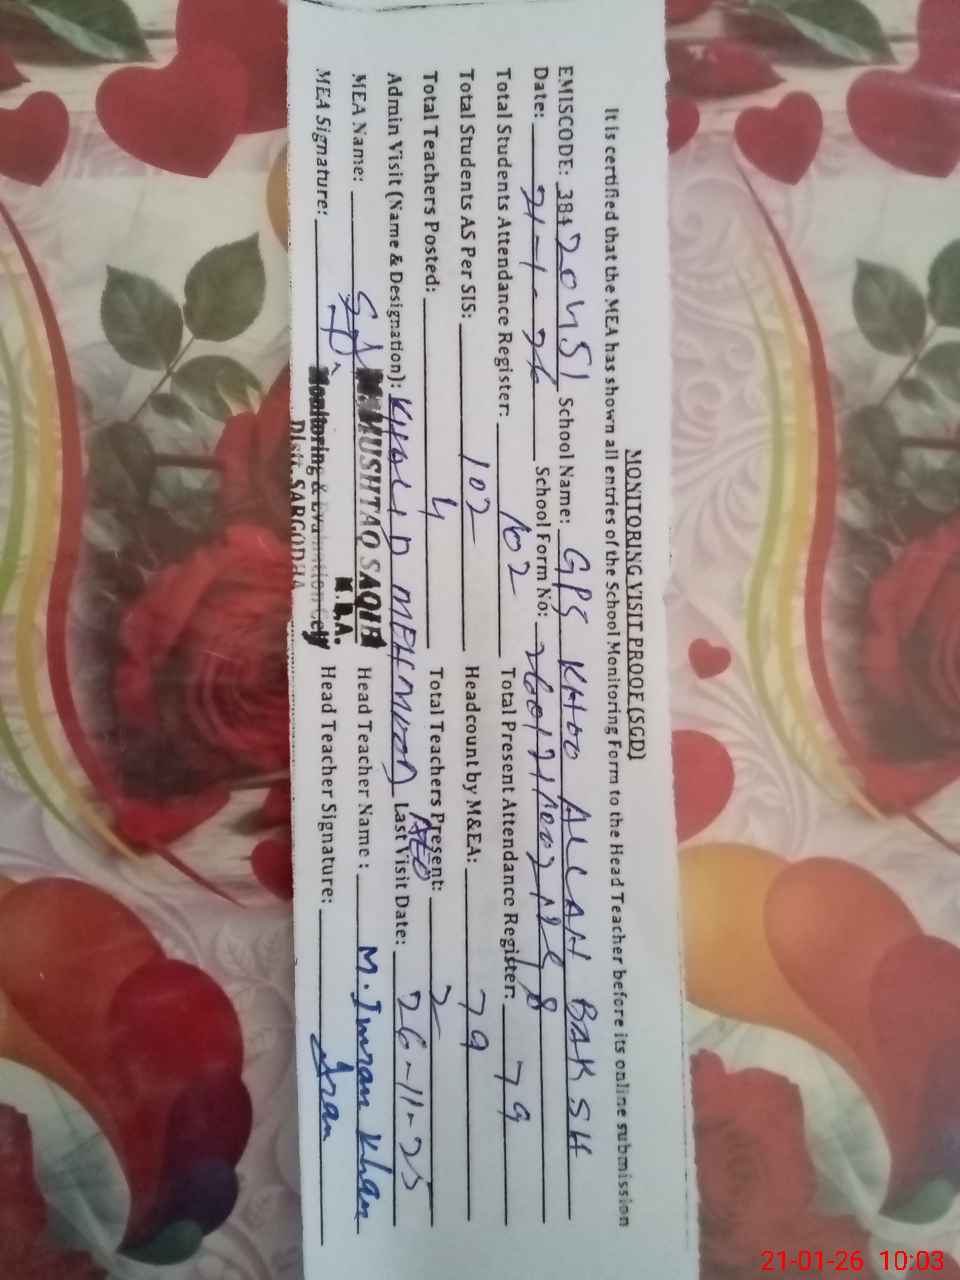 MONITORING VISIT PROOF (SGD)
It is certified that the MEA has shown all entries of the School Monitoring Form to the Head Teacher before its online submission
EMISCODE: 38420451 School Name: GPS KHOO ALLAH BAKSH
Date: 21-1-26 School Form No:
Total Students Attendance Register: 102 Total Present Attendance Register: 79
Total Students AS Per SIS: 102 Headcount by M&EA: 79
Total Teachers Posted: 4 Total Teachers Present: 2
Admin Visit (Name & Designation): KHALID MEHMOOD AEO Last Visit Date: 26-11-25
MEA Name: M. MUSHTAQ SAQIB Head Teacher Name : M. Imran Khan
M.E.A.
MEA Signature: Monitoring & Evaluation Cell Head Teacher Signature:
Distt. SARGODHA
21-01-26 10:03